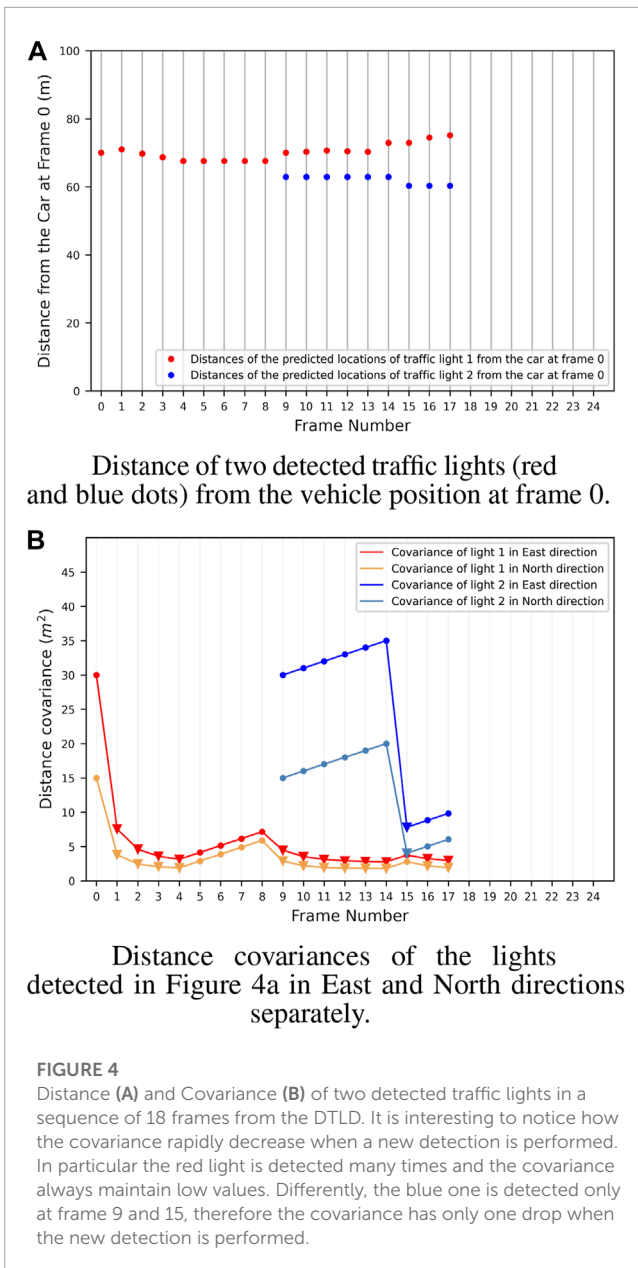 A
Distance from the Car at Frame 0 (m)
100
80
60
40
20
0
Distances of the predicted locations of traffic light 1 from the car at frame 0
Distances of the predicted locations of traffic light 2 from the car at frame 0
0 1 2 3 4 5 6 7 8 9 10 11 12 13 14 15 16 17 18 19 20 21 22 23 24
Frame Number
Distance of two detected traffic lights (red
and blue dots) from the vehicle position at frame 0.
B
Distance covariance (m²)
45
40
35
30
25
20
15
10
5
0
Covariance of light 1 in East direction
Covariance of light 1 in North direction
Covariance of light 2 in East direction
Covariance of light 2 in North direction
0 1 2 3 4 5 6 7 8 9 10 11 12 13 14 15 16 17 18 19 20 21 22 23 24
Frame Number
Distance covariances of the lights
detected in Figure 4a in East and North directions
separately.
FIGURE 4
Distance (A) and Covariance (B) of two detected traffic lights in a
sequence of 18 frames from the DTLD. It is interesting to notice how
the covariance rapidly decrease when a new detection is performed.
In particular the red light is detected many times and the covariance
always maintain low values. Differently, the blue one is detected only
at frame 9 and 15, therefore the covariance has only one drop when
the new detection is performed.